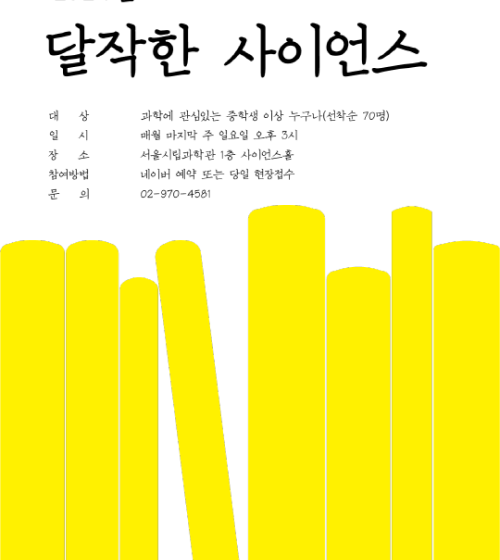 달작한 사이언스
대 상 과학에 관심있는 중학생 이상 누구나(선착순 70명)
일 시 매월 마지막 주 일요일 오후 3시
장 소 서울시립과학관 1층 사이언스홀
참여방법 네이버 예약 또는 당일 현장접수
문 의 02-970-4581